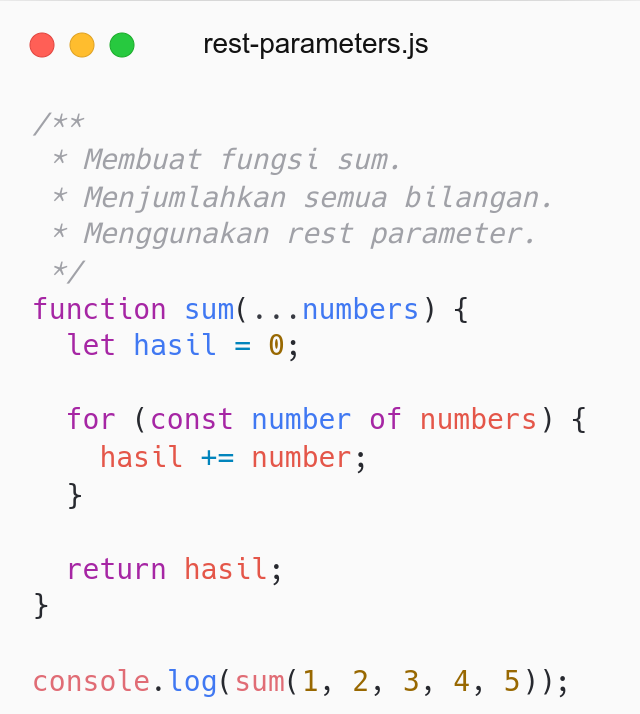 rest-parameters.js
/**
 * Membuat fungsi sum.
 * Menjumlahkan semua bilangan.
 * Menggunakan rest parameter.
 */
function sum(...numbers) {
  let hasil = 0;
  for (const number of numbers) {
    hasil += number;
  }
  return hasil;
}
console.log(sum(1, 2, 3, 4, 5));